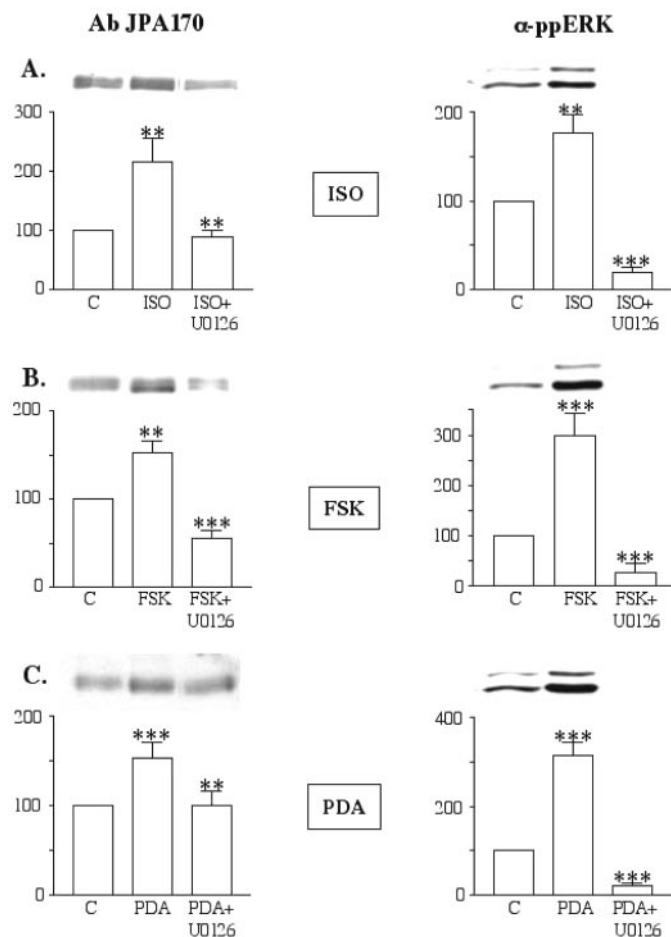 Ab JPA170
α-ppERK
A.
300
200
100
0
**
**
C ISO ISO+
U0126
ISO
200
100
0
**
***
C ISO ISO+
U0126
B.
200
100
0
**
***
C FSK FSK+
U0126
FSK
300
200
100
0
***
***
C FSK FSK+
U0126
C.
200
100
0
***
**
C PDA PDA+
U0126
PDA
400
200
0
***
***
C PDA PDA+
U0126